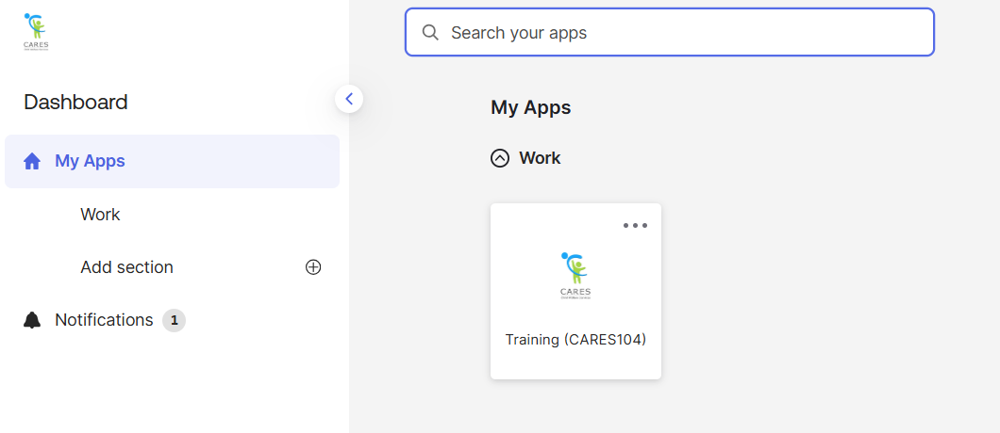 CARES
Dashboard
My Apps
Work
Add section
Notifications 1
Search your apps
My Apps
Work
CARES
Training (CARES104)